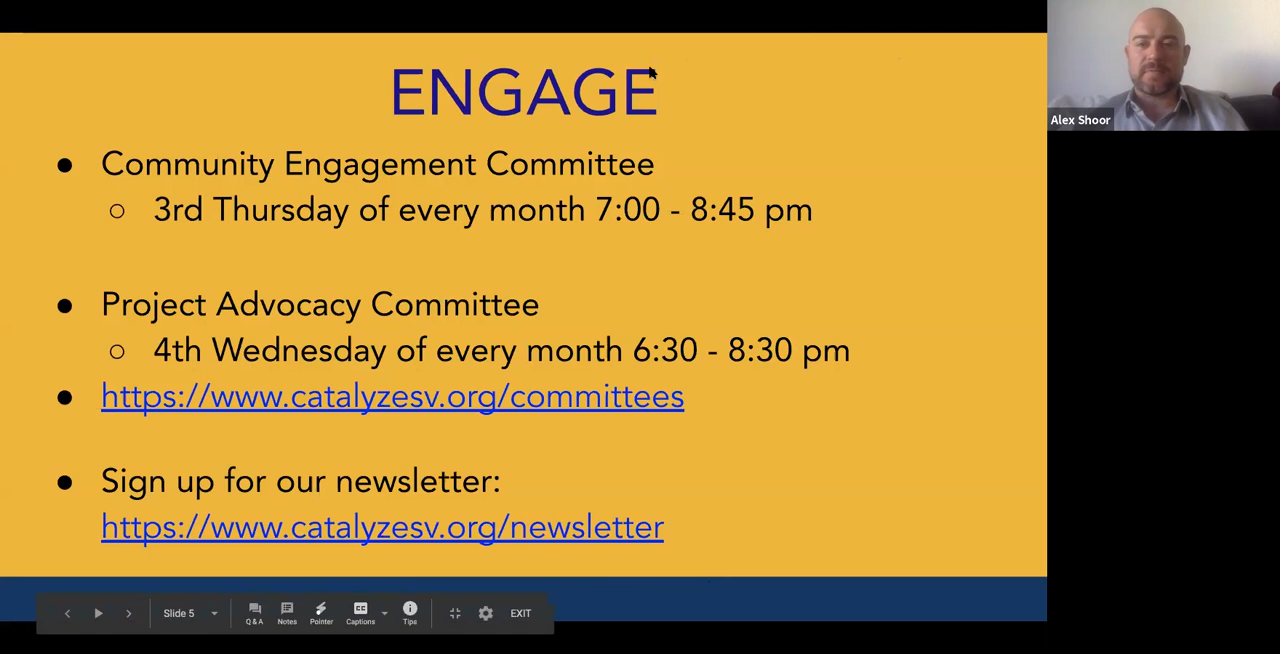 ENGAGE
● Community Engagement Committee
○ 3rd Thursday of every month 7:00 - 8:45 pm
● Project Advocacy Committee
○ 4th Wednesday of every month 6:30 - 8:30 pm
● https://www.catalyzesv.org/committees
● Sign up for our newsletter:
https://www.catalyzesv.org/newsletter
Alex Shoor
Slide 5
Q & A
Notes
Pointer
CC
Captions
Tips
EXIT